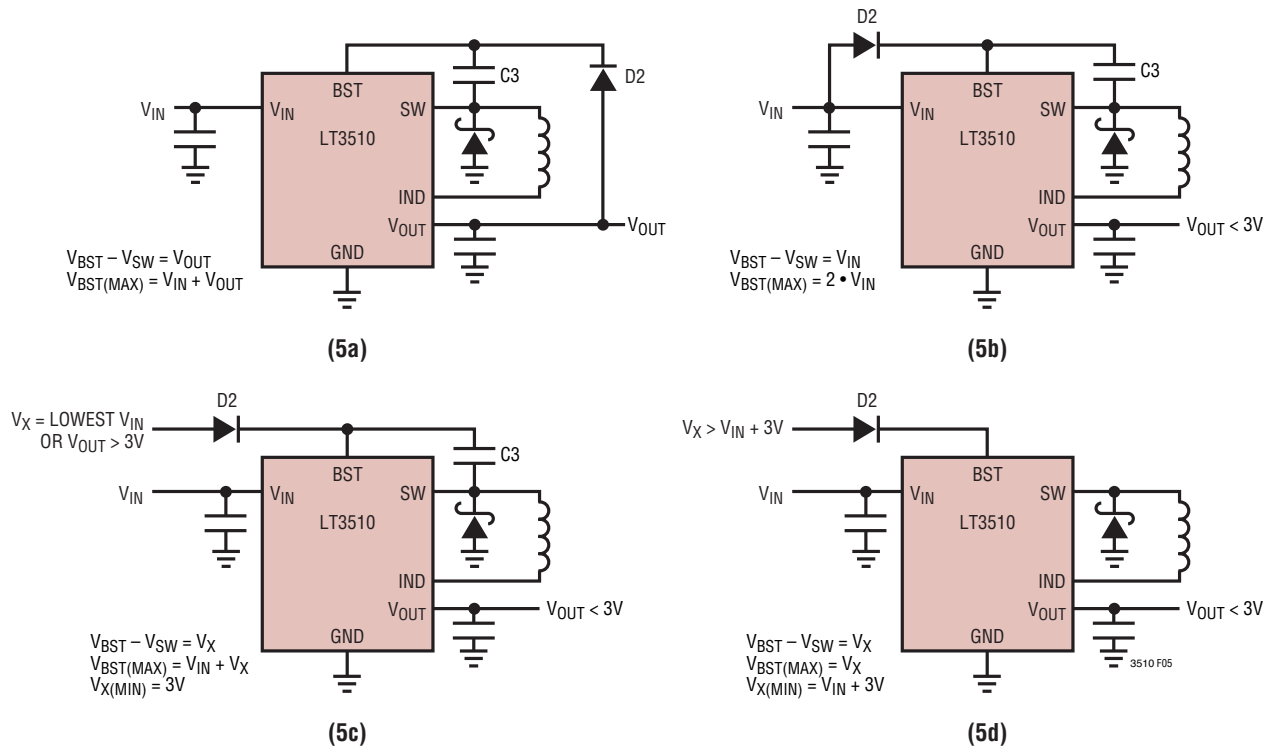 D2
C3
V_IN
V_IN
BST
SW
LT3510
IND
V_OUT
V_OUT
GND
V_BST – V_SW = V_OUT
V_BST(MAX) = V_IN + V_OUT
(5a)
D2
C3
V_IN
V_IN
BST
SW
LT3510
IND
V_OUT
V_OUT < 3V
GND
V_BST – V_SW = V_IN
V_BST(MAX) = 2 • V_IN
(5b)
V_X = LOWEST V_IN
OR V_OUT > 3V
D2
C3
V_IN
V_IN
BST
SW
LT3510
IND
V_OUT
V_OUT < 3V
GND
V_BST – V_SW = V_X
V_BST(MAX) = V_IN + V_X
V_X(MIN) = 3V
(5c)
V_X > V_IN + 3V
D2
V_IN
V_IN
BST
SW
LT3510
IND
V_OUT
V_OUT < 3V
GND
V_BST – V_SW = V_X
V_BST(MAX) = V_X
V_X(MIN) = V_IN + 3V
3510 F05
(5d)